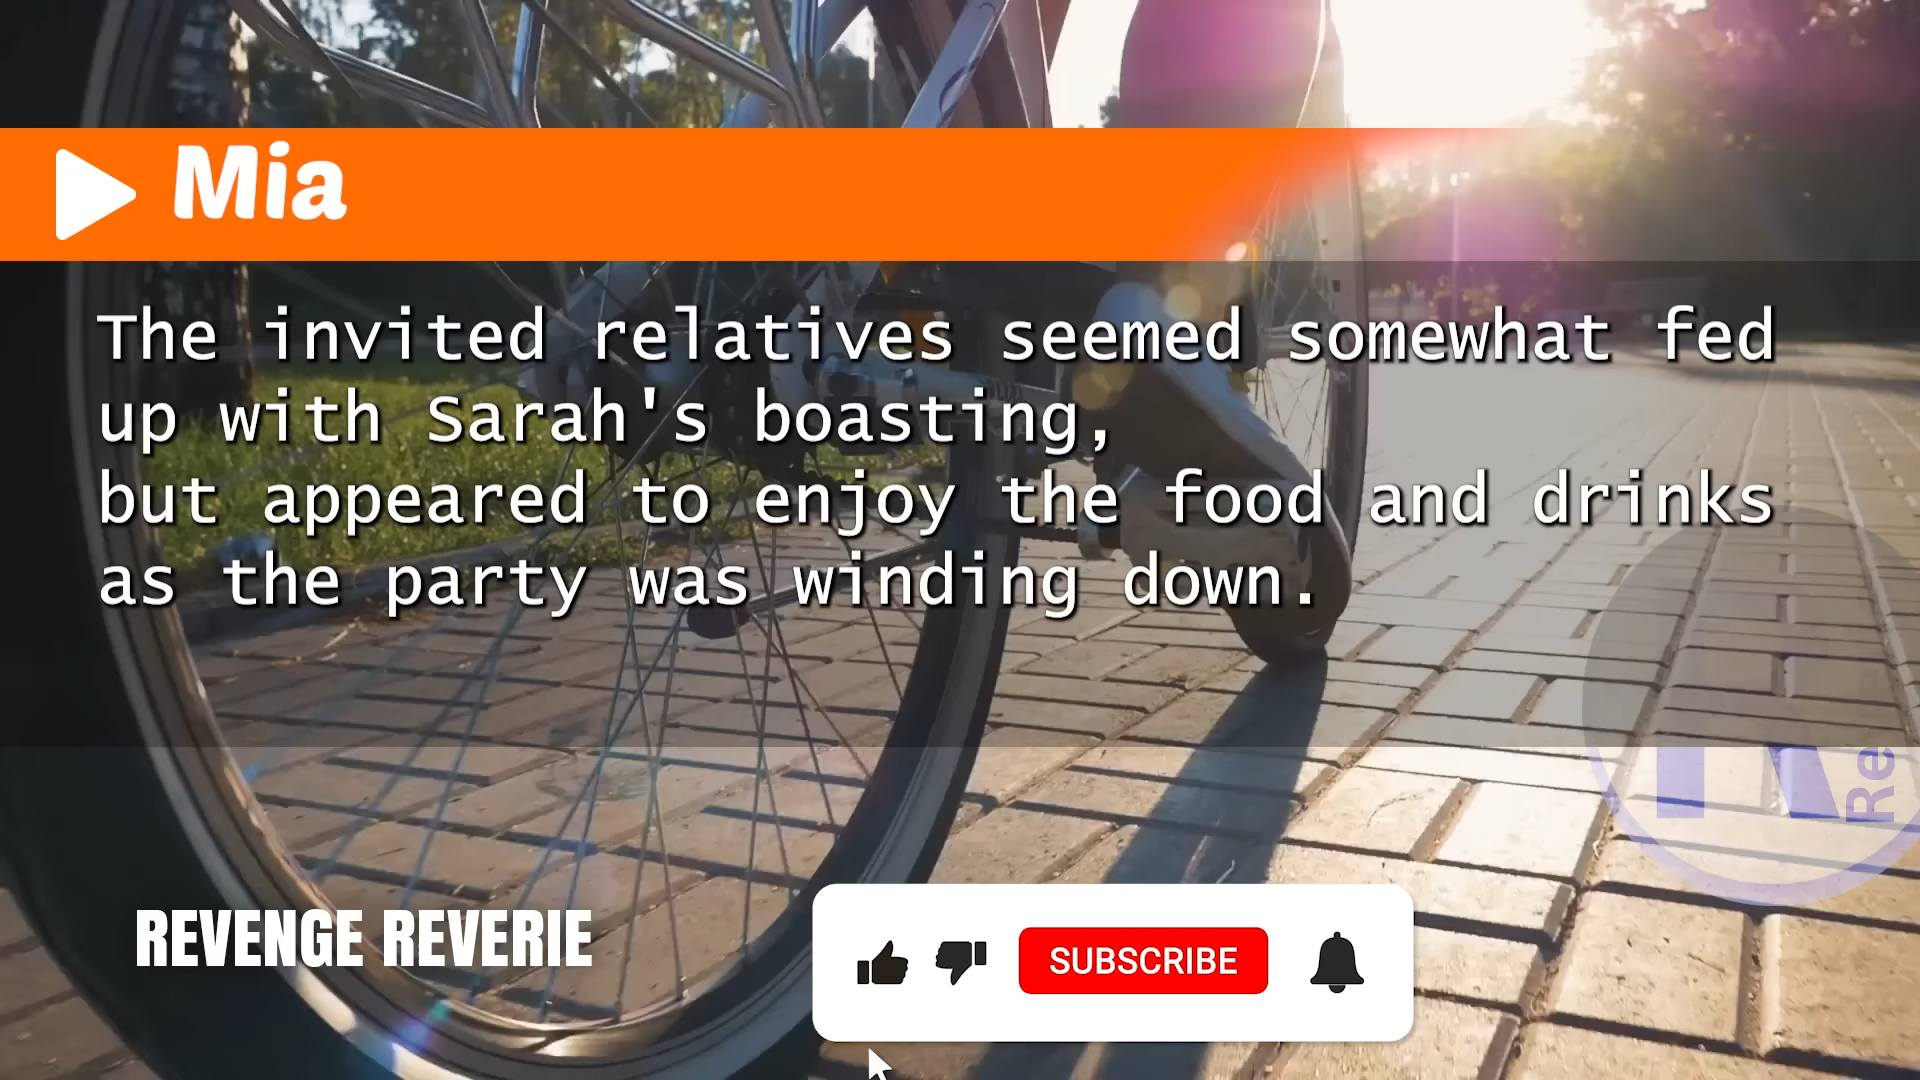 Mia
The invited relatives seemed somewhat fed
up with Sarah's boasting,
but appeared to enjoy the food and drinks
as the party was winding down.
REVENGE REVERIE
SUBSCRIBE